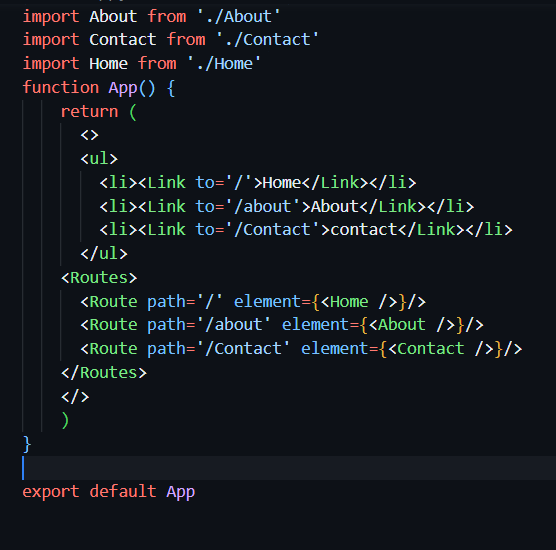 import About from './About'
import Contact from './Contact'
import Home from './Home'
function App() {
    return (
      <>
      <ul>
        <li><Link to='/'>Home</Link></li>
        <li><Link to='/about'>About</Link></li>
        <li><Link to='/Contact'>contact</Link></li>
      </ul>
    <Routes>
      <Route path='/' element={<Home />}/>
      <Route path='/about' element={<About />}/>
      <Route path='/Contact' element={<Contact />}/>
    </Routes>
    </>
    )
}
export default App